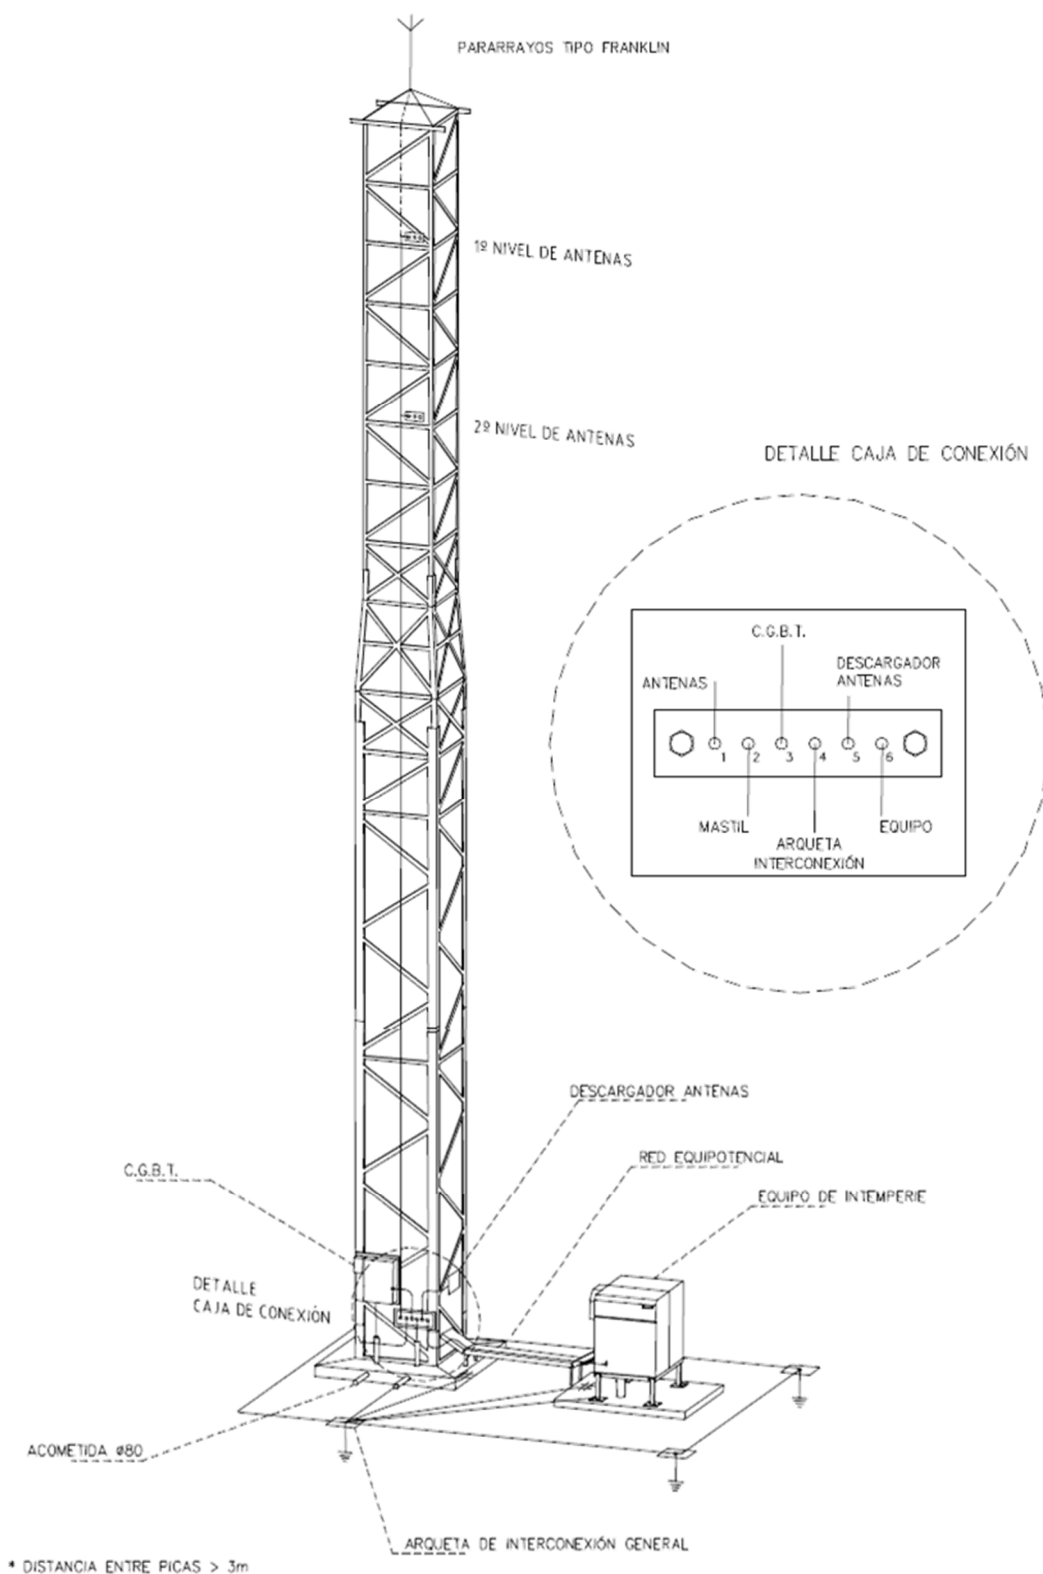 PARARRAYOS TIPO FRANKLIN
1º NIVEL DE ANTENAS
2º NIVEL DE ANTENAS
DETALLE CAJA DE CONEXIÓN
C.G.B.T.
ANTENAS
DESCARGADOR
ANTENAS
1 2 3 4 5 6
MASTIL
ARQUETA
INTERCONEXIÓN
EQUIPO
DESCARGADOR ANTENAS
RED EQUIPOTENCIAL
C.G.B.T.
EQUIPO DE INTEMPERIE
DETALLE
CAJA DE CONEXIÓN
ACOMETIDA Ø80
ARQUETA DE INTERCONEXIÓN GENERAL
* DISTANCIA ENTRE PICAS > 3m